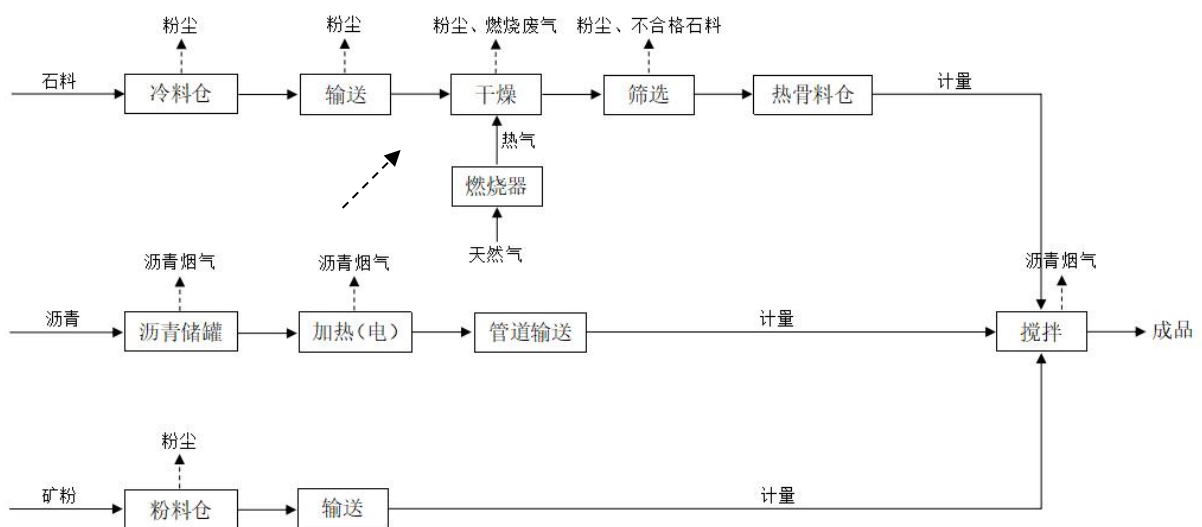 粉尘
粉尘
粉尘、燃烧废气
粉尘、不合格石料
石料
冷料仓
输送
干燥
筛选
热骨料仓
计量
热气
燃烧器
天然气
沥青烟气
沥青烟气
沥青烟气
沥青
沥青储罐
加热(电)
管道输送
计量
搅拌
成品
粉尘
矿粉
粉料仓
输送
计量